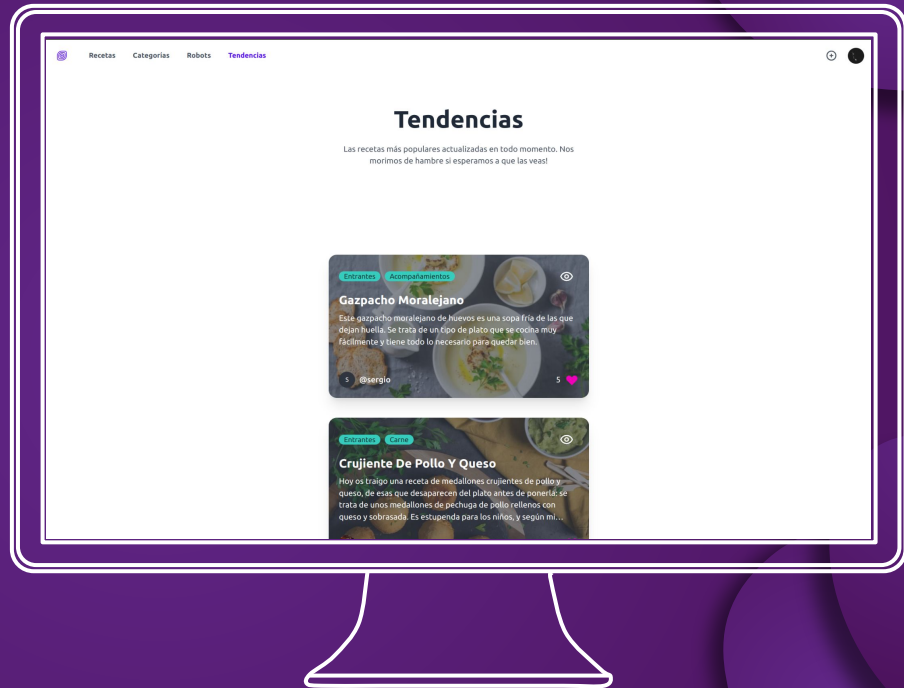 Recetas Categorías Robots Tendencias
Tendencias
Las recetas más populares actualizadas en todo momento. Nos
morimos de hambre si esperamos a que las veas!
Entrantes Acompañamientos
Gazpacho Moralejano
Este gazpacho moralejano de huevos es una sopa fría de las que
dejan huella. Se trata de un tipo de plato que se cocina muy
fácilmente y tiene todo lo necesario para quedar bien.
S @sergio 5
Entrantes Carne
Crujiente De Pollo Y Queso
Hoy os traigo una receta de medallones crujientes de pollo y
queso, de esas que desaparecen del plato antes de ponerla: se
trata de unos medallones de pechuga de pollo rellenos con
queso y sobrasada. Es estupenda para los niños, y según mi…